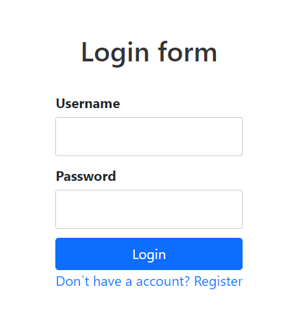 Login form
Username
Password
Login
Don`t have a account? Register